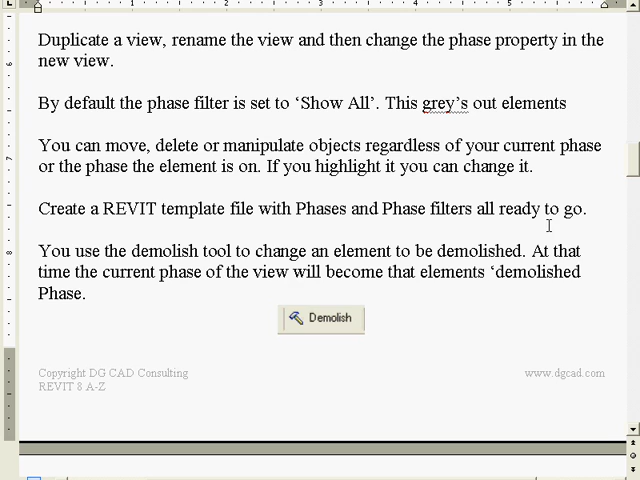 1 2 3 4 5
Duplicate a view, rename the view and then change the phase property in the
new view.
By default the phase filter is set to ‘Show All’. This grey’s out elements
You can move, delete or manipulate objects regardless of your current phase
or the phase the element is on. If you highlight it you can change it.
Create a REVIT template file with Phases and Phase filters all ready to go.
You use the demolish tool to change an element to be demolished. At that
time the current phase of the view will become that elements ‘demolished
Phase.
Demolish
Copyright DG CAD Consulting www.dgcad.com
REVIT 8 A-Z